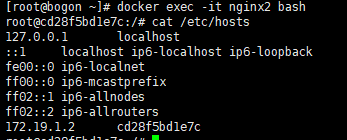 [root@bogon ~]# docker exec -it nginx2 bash
root@cd28f5bd1e7c:/# cat /etc/hosts
127.0.0.1 localhost
::1 localhost ip6-localhost ip6-loopback
fe00::0 ip6-localnet
ff00::0 ip6-mcastprefix
ff02::1 ip6-allnodes
ff02::2 ip6-allrouters
172.19.1.2 cd28f5bd1e7c
root@cd28f5bd1e7c:/#